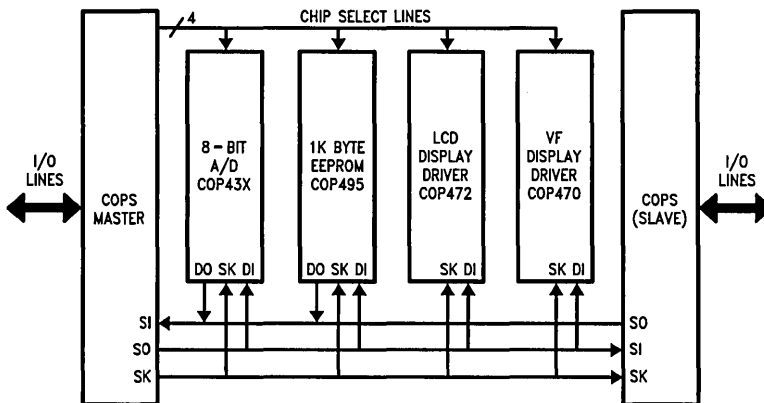 4
CHIP SELECT LINES
I/O
LINES
COPS
MASTER
8-BIT
A/D
COP43X
1K BYTE
EEPROM
COP495
LCD
DISPLAY
DRIVER
COP472
VF
DISPLAY
DRIVER
COP470
COPS
(SLAVE)
I/O
LINES
DO SK DI
DO SK DI
SK DI
SK DI
SI
SO
SO
SI
SK
SK